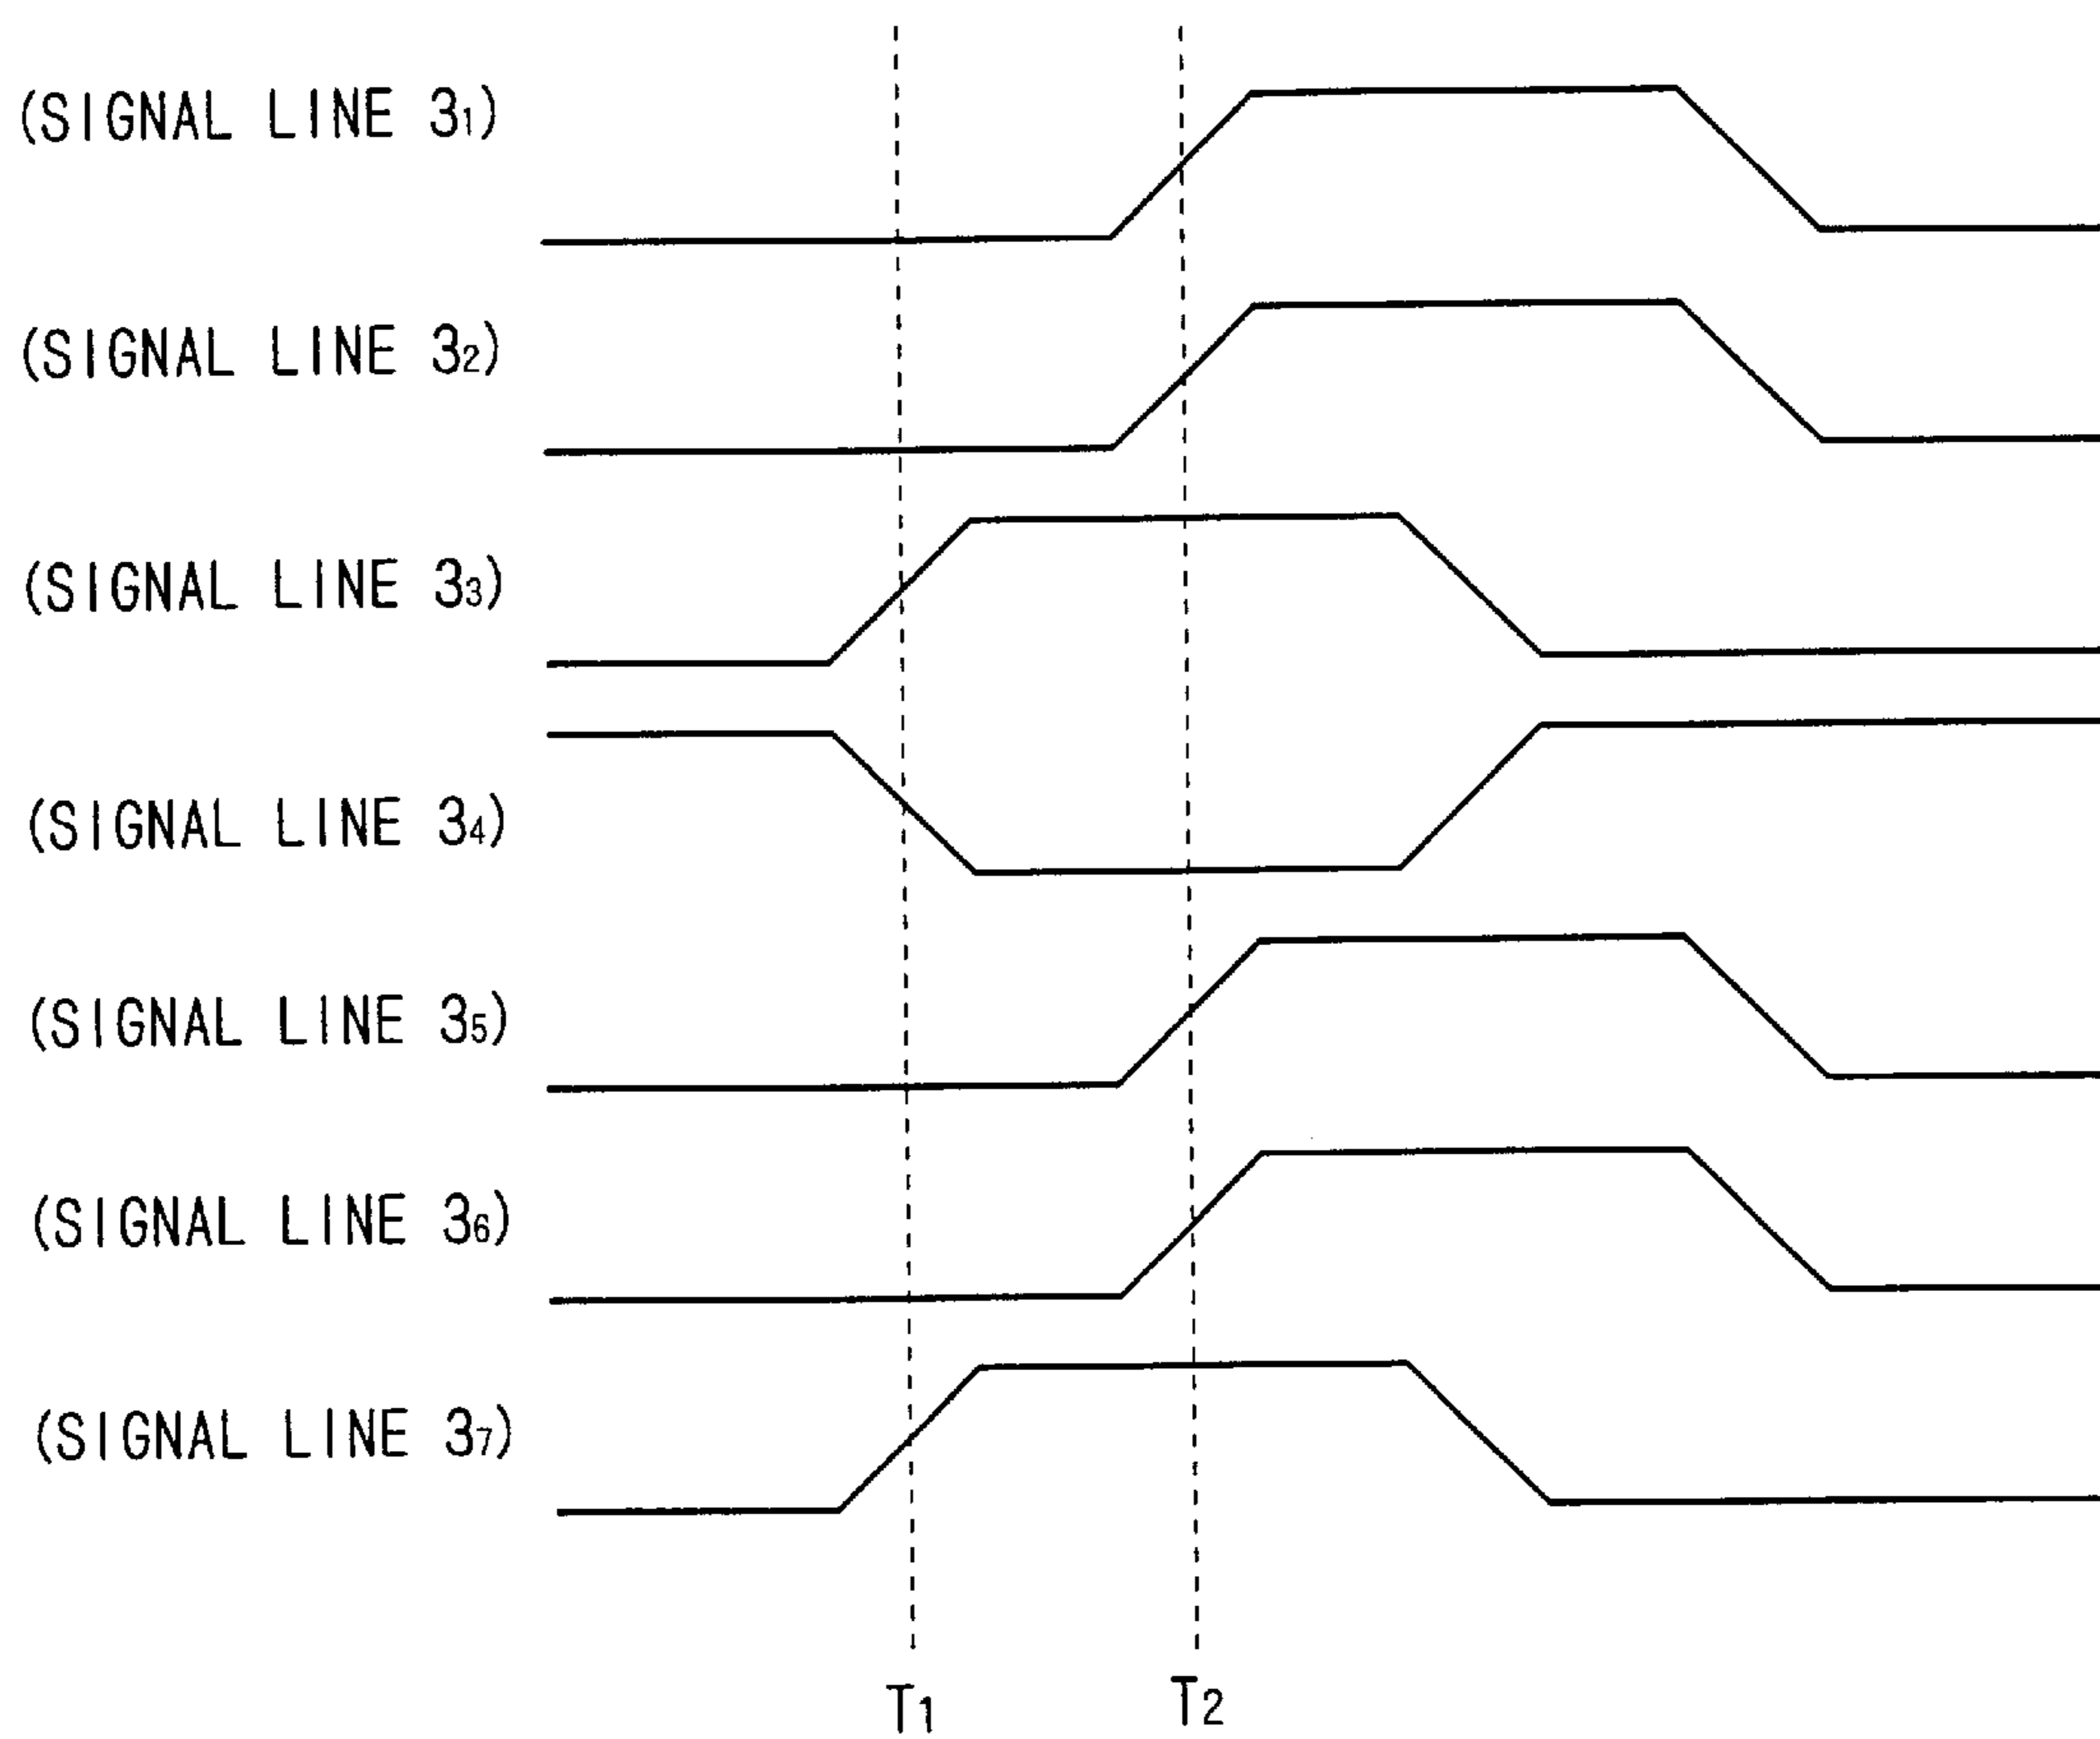 (SIGNAL LINE 3₁)
(SIGNAL LINE 3₂)
(SIGNAL LINE 3₃)
(SIGNAL LINE 3₄)
(SIGNAL LINE 3₅)
(SIGNAL LINE 3₆)
(SIGNAL LINE 3₇)
T₁ T₂